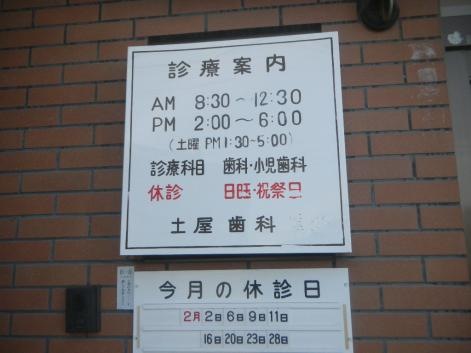 診療案内
AM 8:30～12:30
PM 2:00～6:00
(土曜 PM 1:30～5:00)
診療科目 歯科・小児歯科
休診 日曜・祝祭日
土屋歯科
今月の休診日
2月 2日 6日 9日 11日
16日 20日 23日 28日